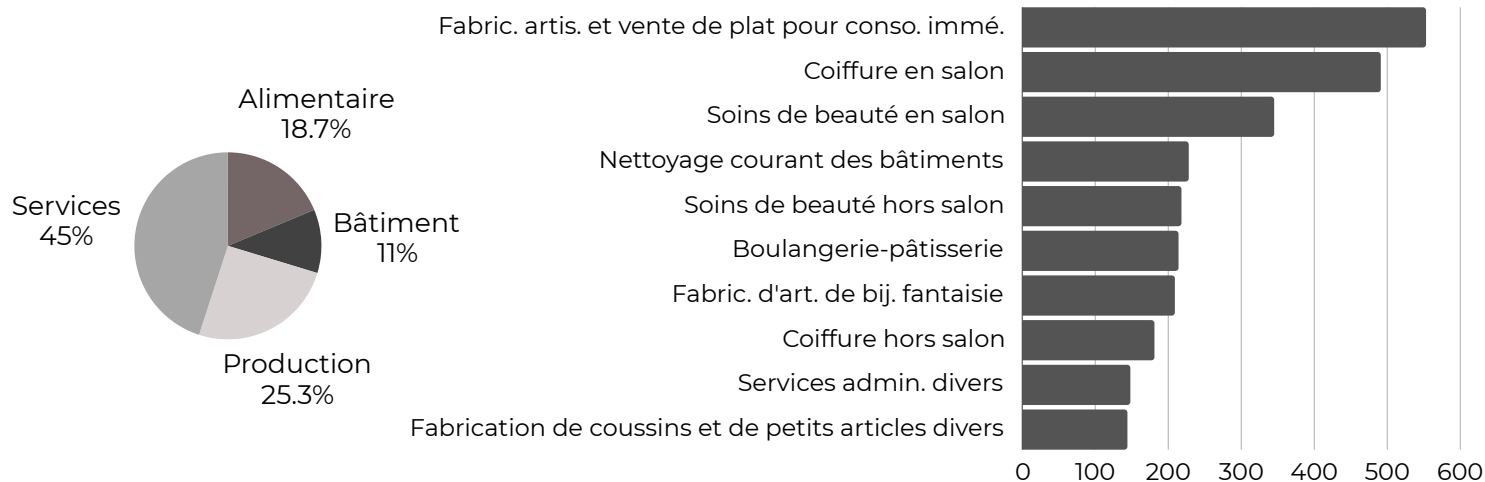 Alimentaire
18.7%
Services
45%
Bâtiment
11%
Production
25.3%
Fabric. artis. et vente de plat pour conso. immé.
Coiffure en salon
Soins de beauté en salon
Nettoyage courant des bâtiments
Soins de beauté hors salon
Boulangerie-pâtisserie
Fabric. d'art. de bij. fantaisie
Coiffure hors salon
Services admin. divers
Fabrication de coussins et de petits articles divers
0 100 200 300 400 500 600